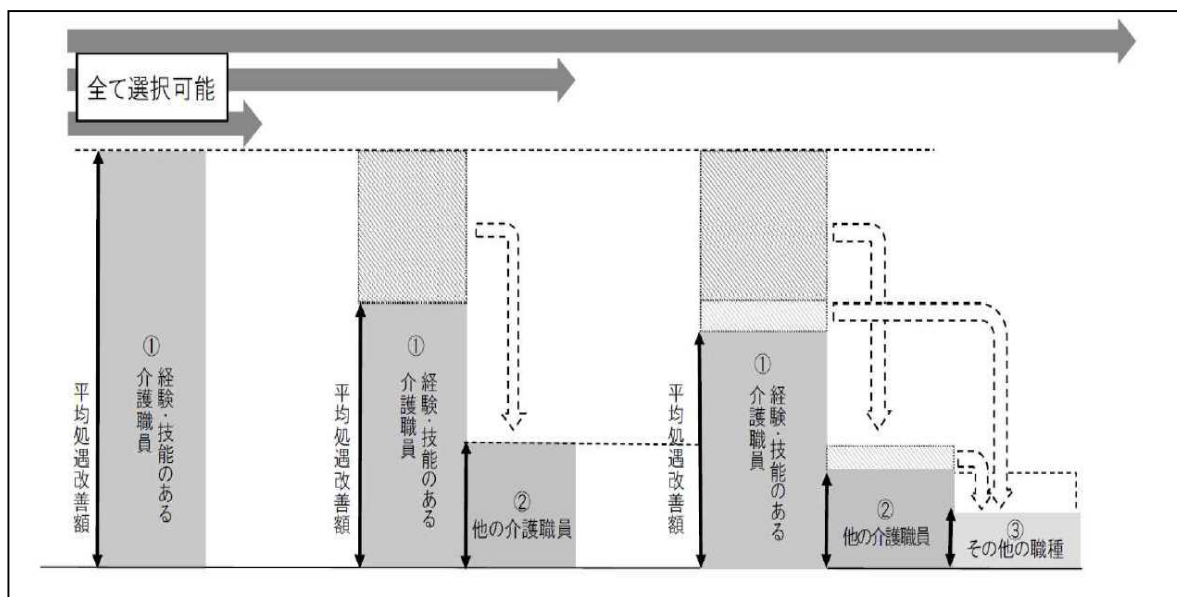 全て選択可能
平均処遇改善額
①
経験・技能のある
介護職員
平均処遇改善額
①
経験・技能のある
介護職員
②
他の介護職員
平均処遇改善額
①
経験・技能のある
介護職員
②
他の介護職員
③
その他の職種